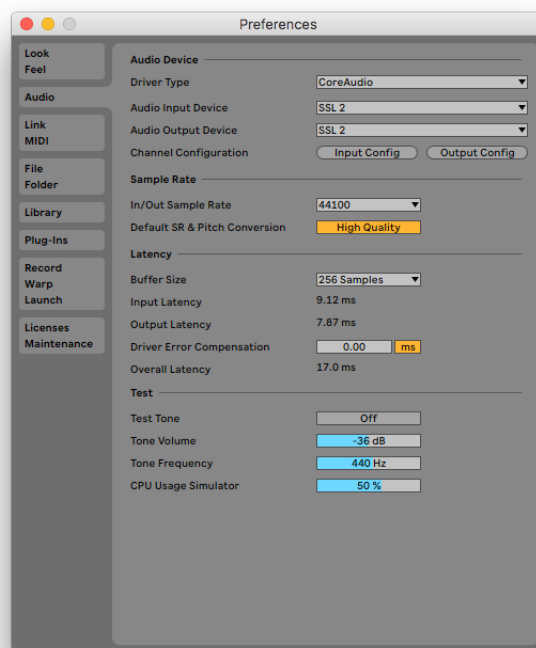 Preferences
Look
Feel
Audio
Link
MIDI
File
Folder
Library
Plug-Ins
Record
Warp
Launch
Licenses
Maintenance
Audio Device
Driver Type CoreAudio
Audio Input Device SSL 2
Audio Output Device SSL 2
Channel Configuration Input Config Output Config
Sample Rate
In/Out Sample Rate 44100
Default SR & Pitch Conversion High Quality
Latency
Buffer Size 256 Samples
Input Latency 9.12 ms
Output Latency 7.87 ms
Driver Error Compensation 0.00 ms
Overall Latency 17.0 ms
Test
Test Tone Off
Tone Volume -36 dB
Tone Frequency 440 Hz
CPU Usage Simulator 50 %